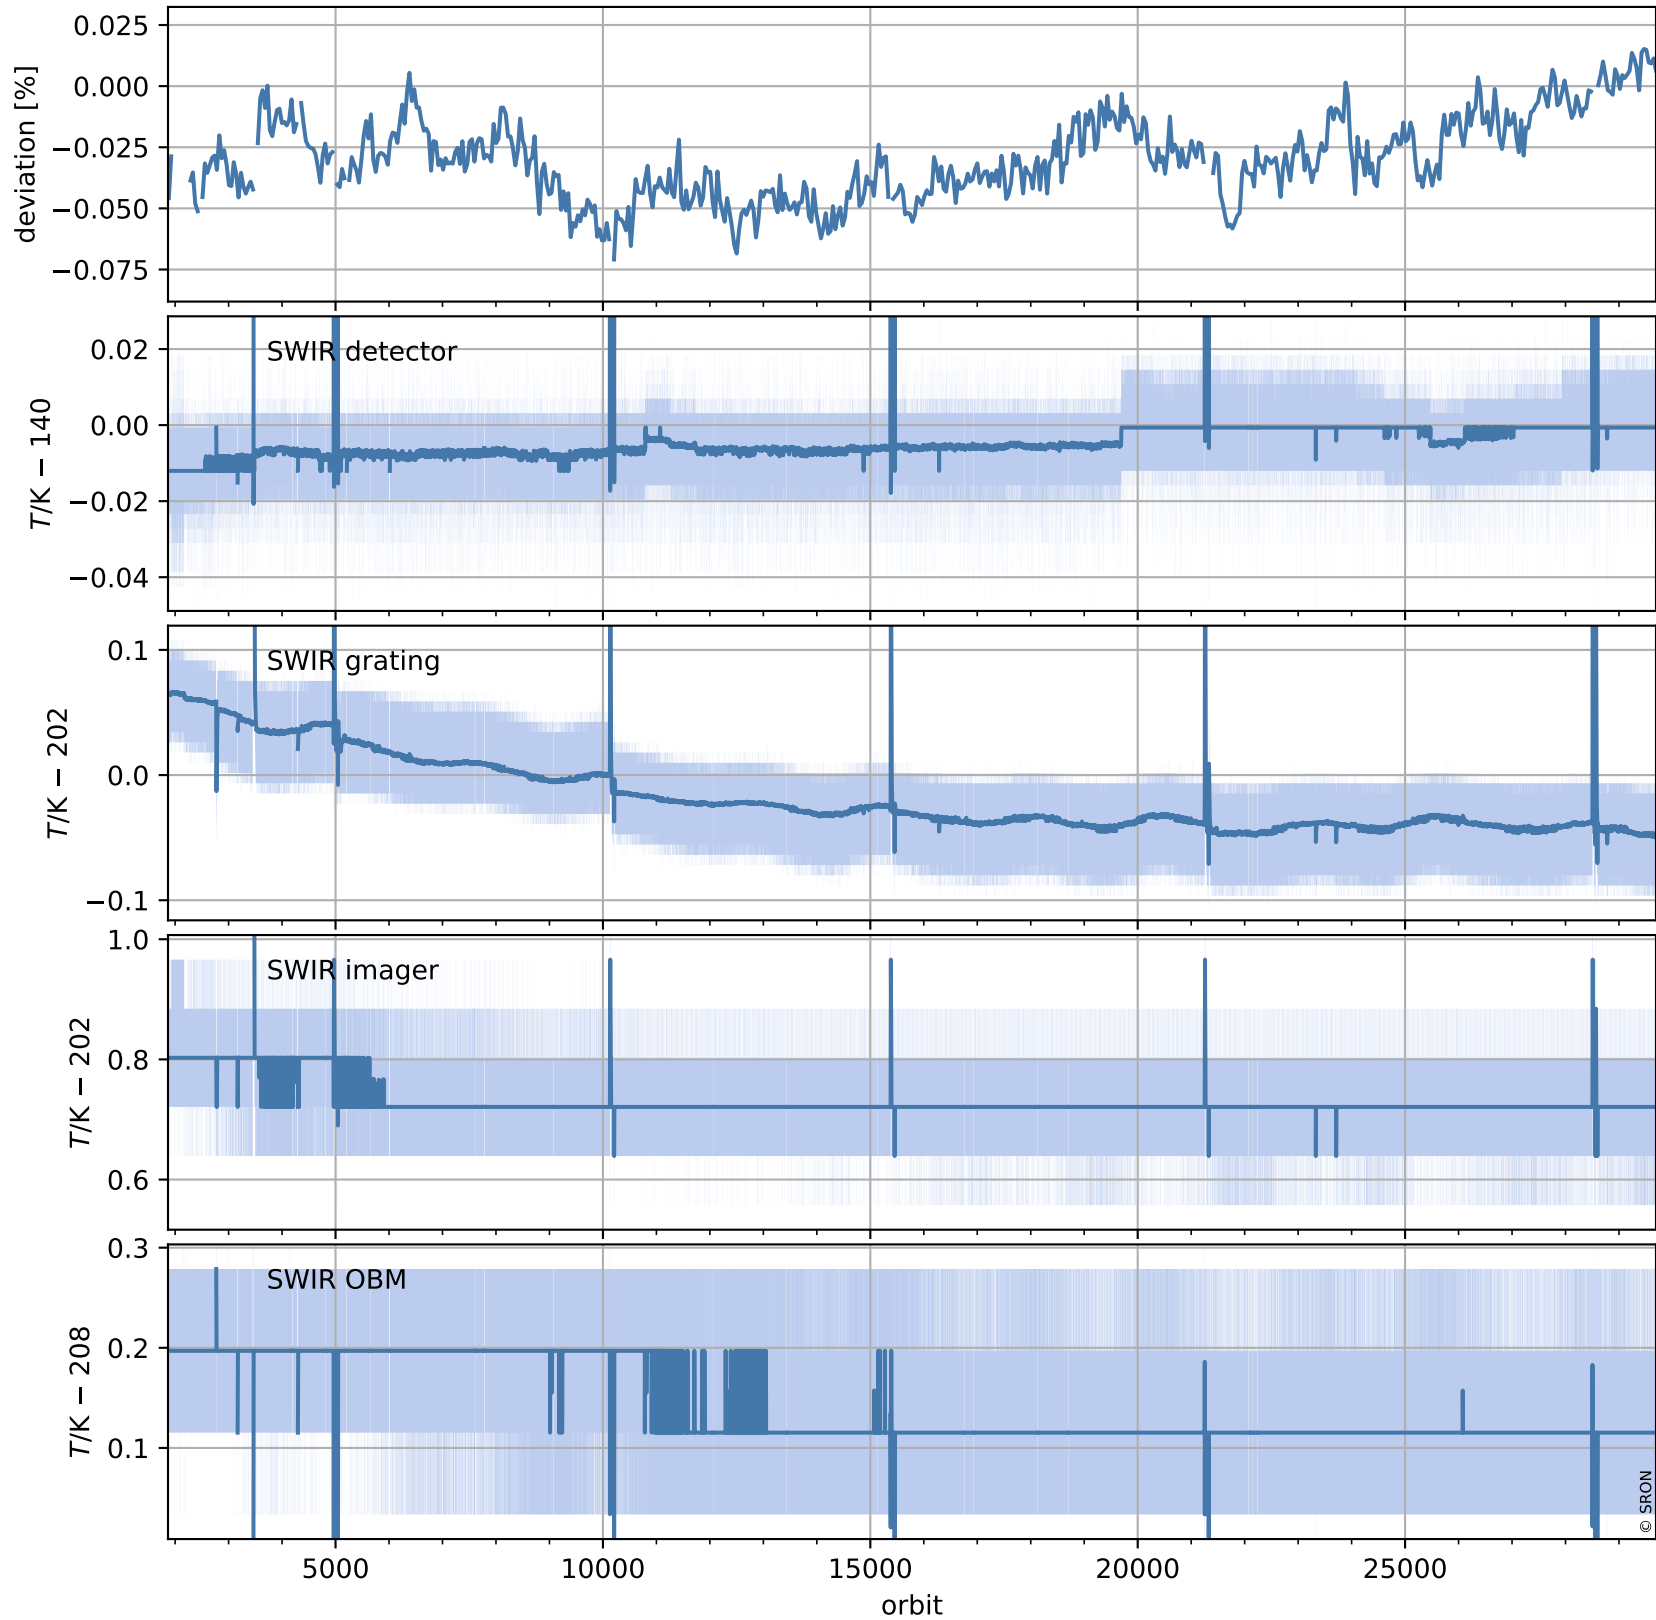 0.025
0.000
−0.025
−0.050
−0.075
deviation [%]
SWIR detector
0.02
0.00
−0.02
−0.04
T/K − 140
SWIR grating
0.1
0.0
−0.1
T/K − 202
SWIR imager
1.0
0.8
0.6
T/K − 202
SWIR OBM
0.3
0.2
0.1
T/K − 208
© SRON
5000
10000
15000
20000
25000
orbit